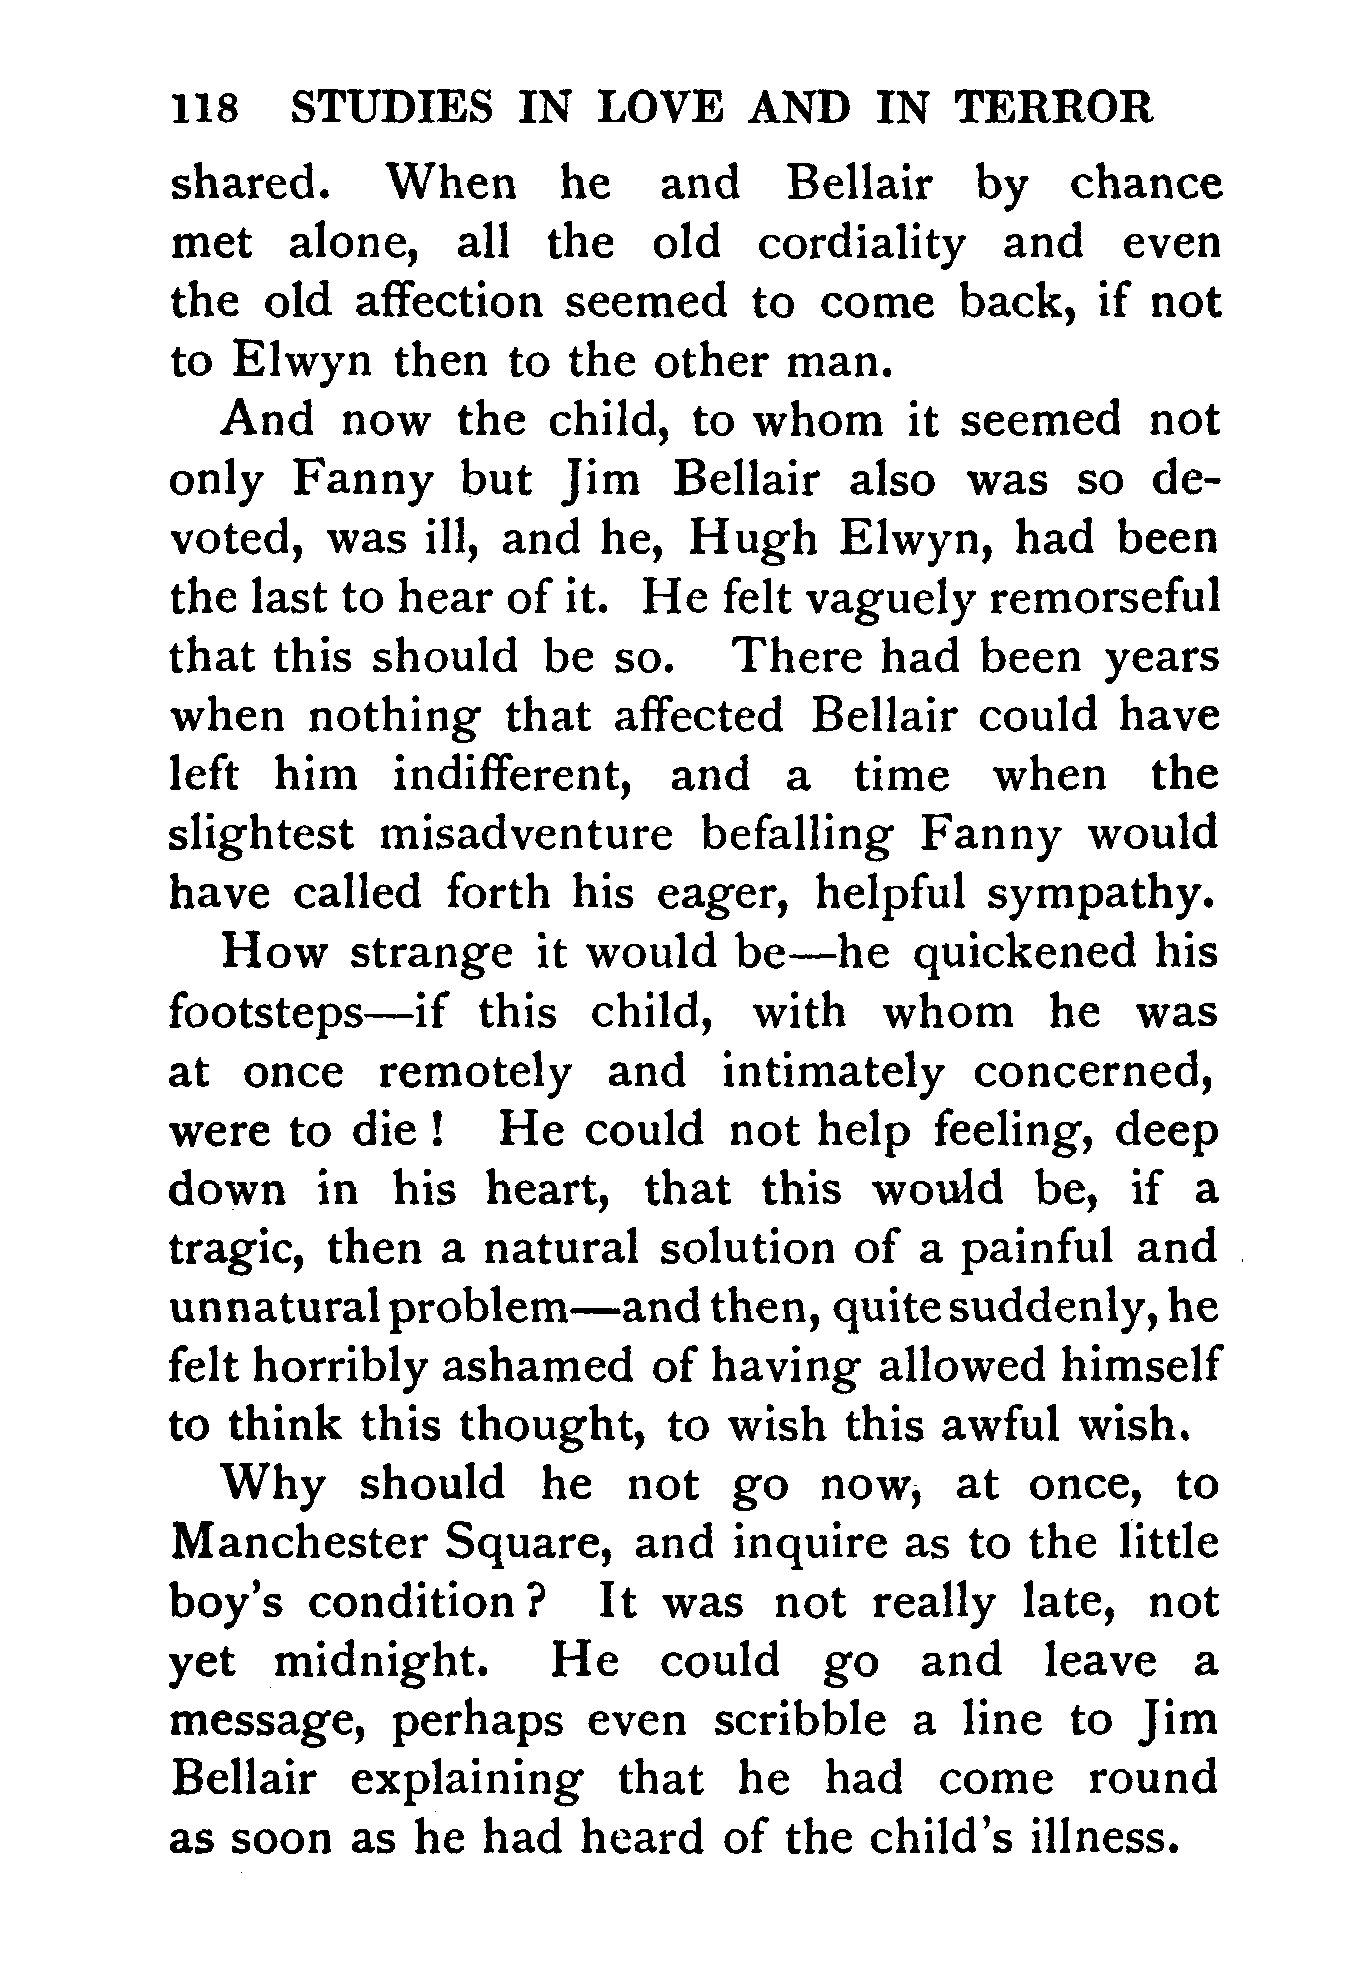 118 STUDIES IN LOVE AND IN TERROR
shared. When he and Bellair by chance
met alone, all the old cordiality and even
the old affection seemed to come back, if not
to Elwyn then to the other man.
And now the child, to whom it seemed not
only Fanny but Jim Bellair also was so de-
voted, was ill, and he, Hugh Elwyn, had been
the last to hear of it. He felt vaguely remorseful
that this should be so. There had been years
when nothing that affected Bellair could have
left him indifferent, and a time when the
slightest misadventure befalling Fanny would
have called forth his eager, helpful sympathy.
How strange it would be—he quickened his
footsteps—if this child, with whom he was
at once remotely and intimately concerned,
were to die ! He could not help feeling, deep
down in his heart, that this would be, if a
tragic, then a natural solution of a painful and
unnatural problem—and then, quite suddenly, he
felt horribly ashamed of having allowed himself
to think this thought, to wish this awful wish.
Why should he not go now, at once, to
Manchester Square, and inquire as to the little
boy's condition ? It was not really late, not
yet midnight. He could go and leave a
message, perhaps even scribble a line to Jim
Bellair explaining that he had come round
as soon as he had heard of the child's illness.